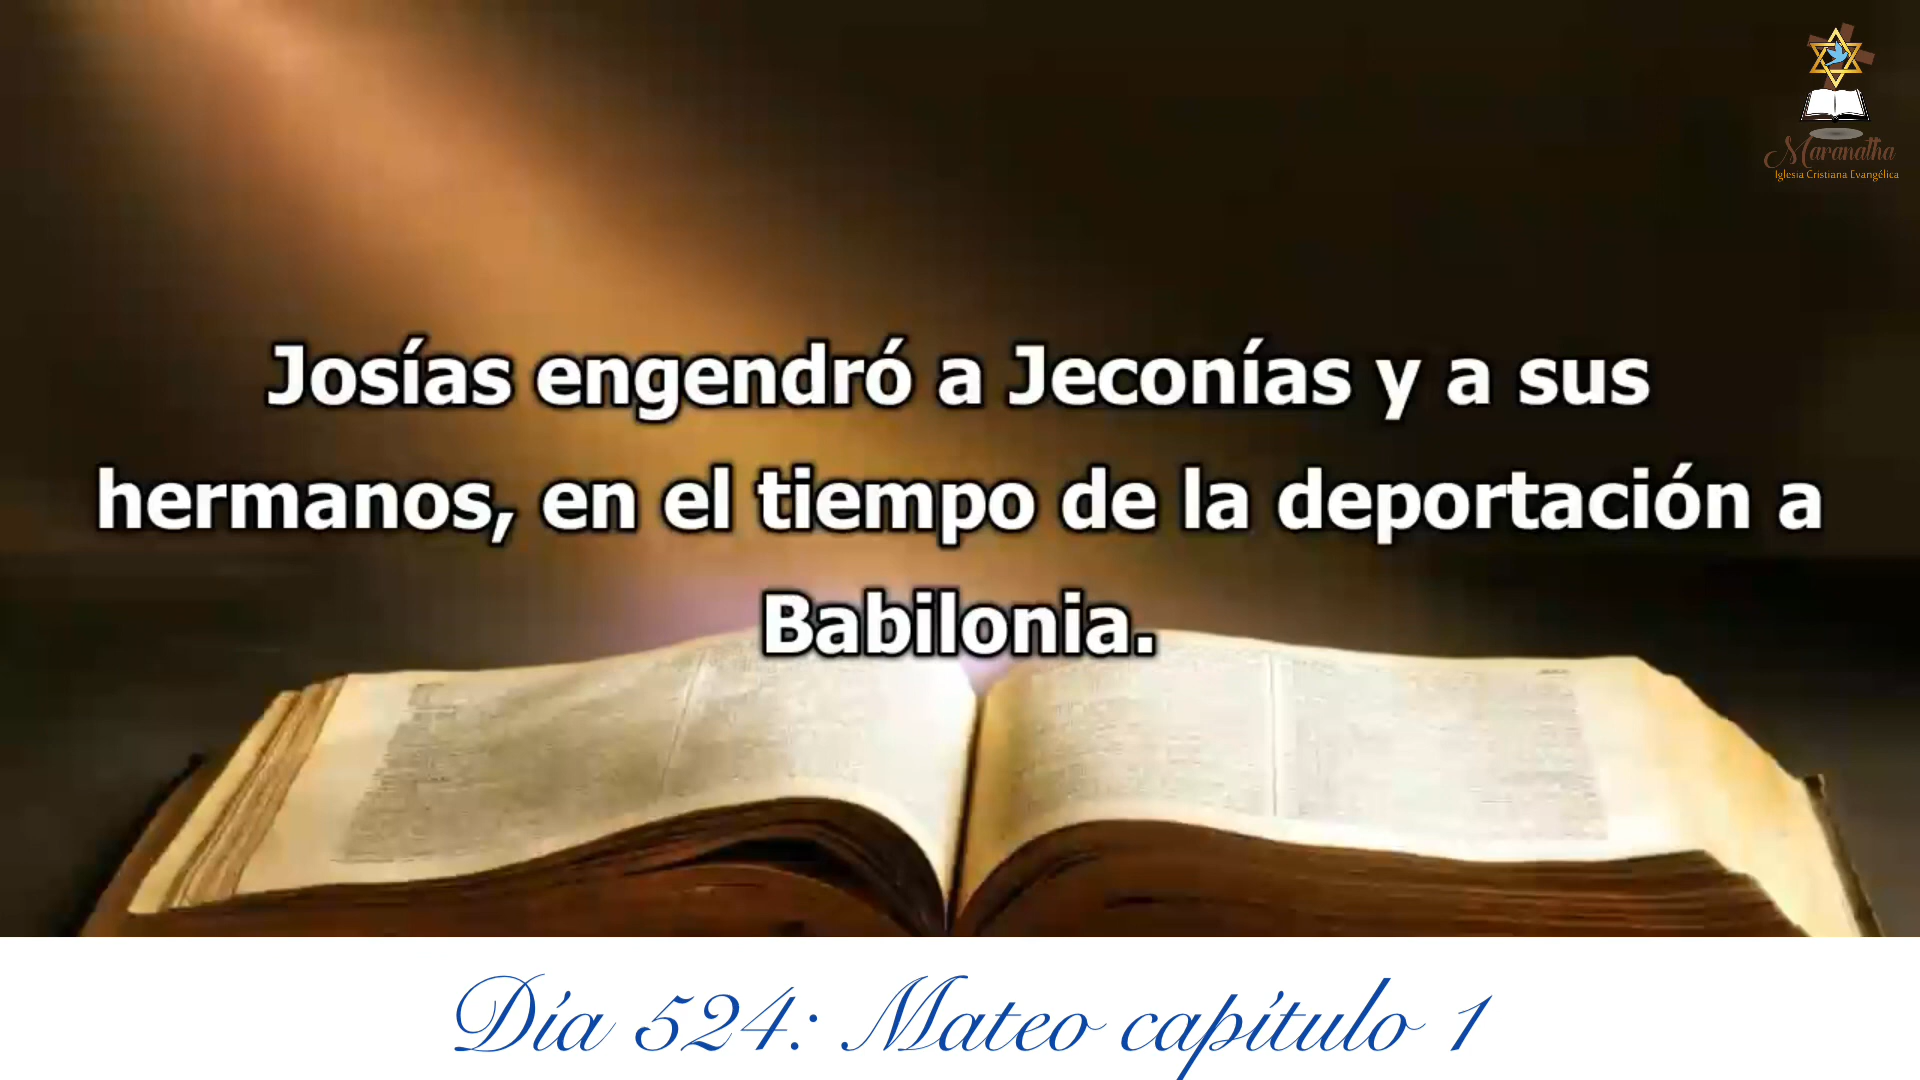 Maranatha
Iglesia Cristiana Evangélica
Josías engendró a Jeconías y a sus
hermanos, en el tiempo de la deportación a
Babilonia.
Día 524: Mateo capítulo 1